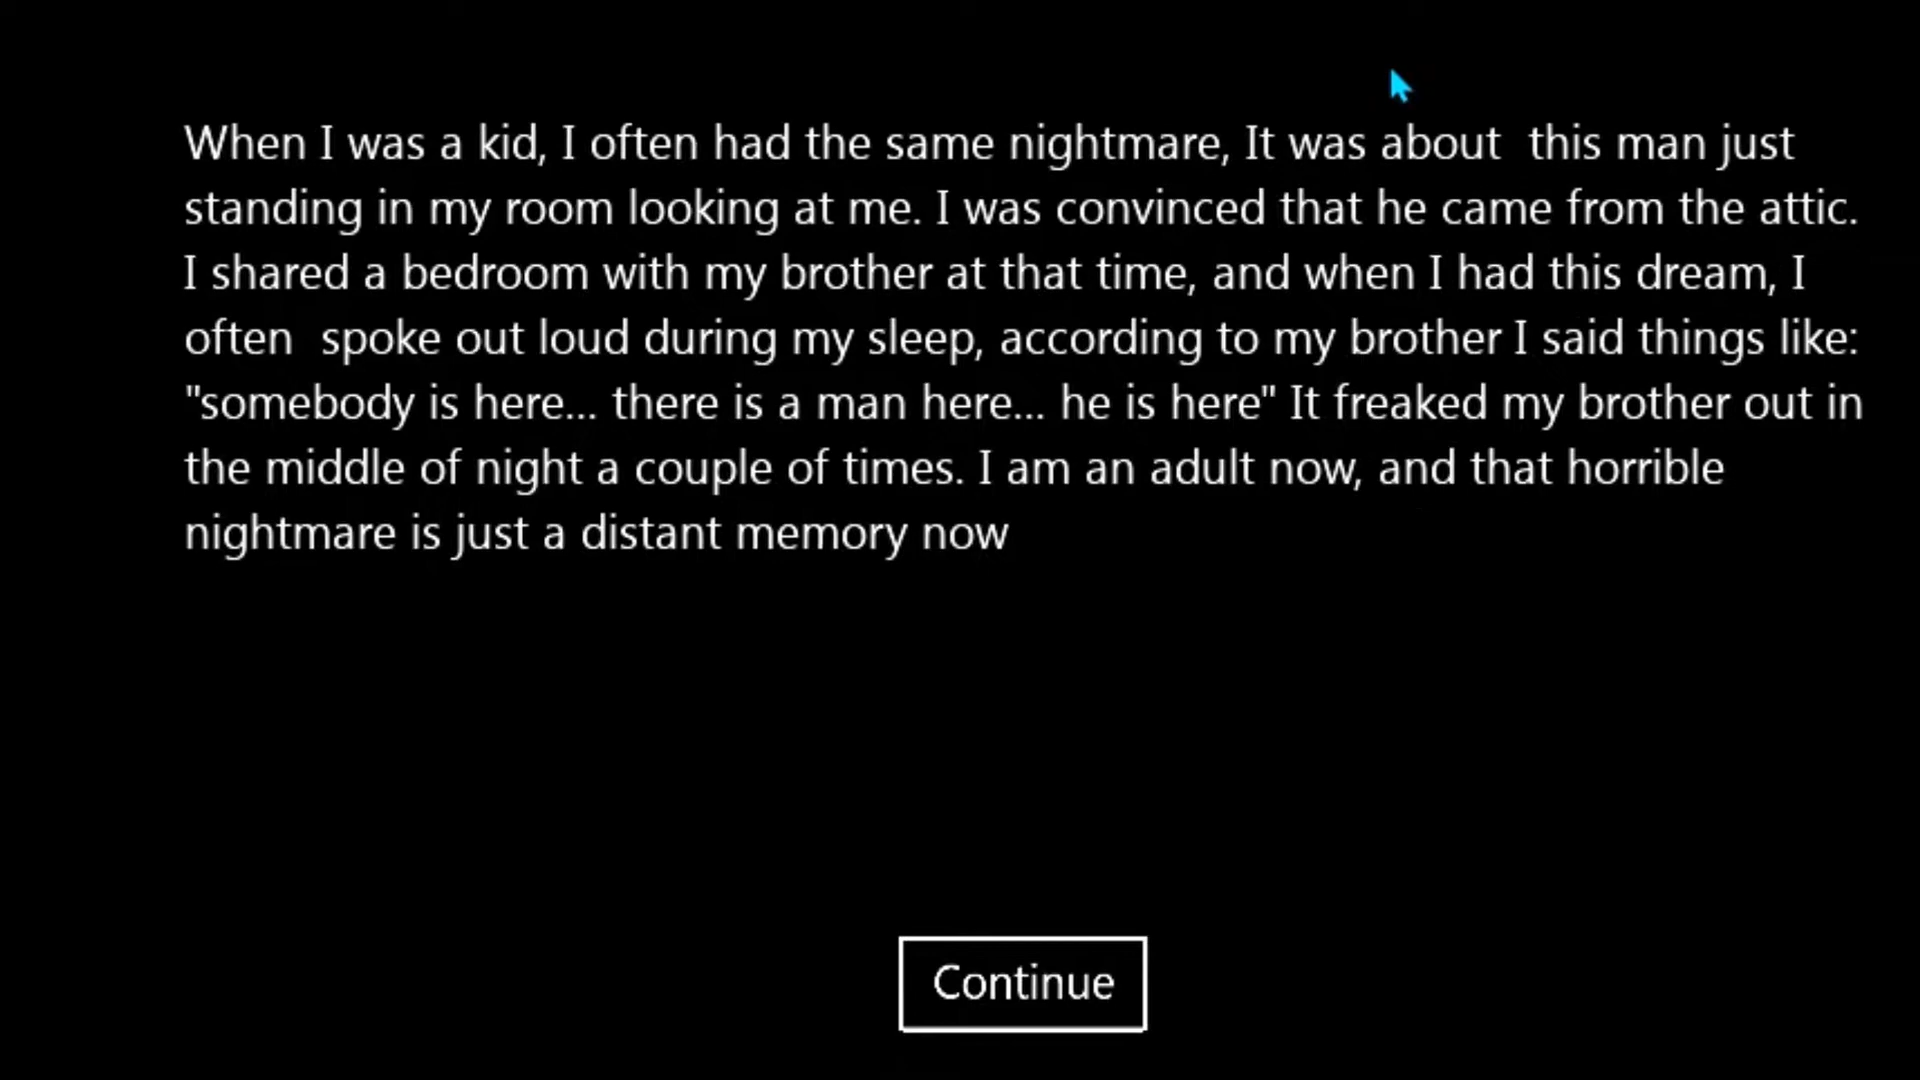 When I was a kid, I often had the same nightmare, It was about  this man just
standing in my room looking at me. I was convinced that he came from the attic.
I shared a bedroom with my brother at that time, and when I had this dream, I
often  spoke out loud during my sleep, according to my brother I said things like:
"somebody is here... there is a man here... he is here" It freaked my brother out in
the middle of night a couple of times. I am an adult now, and that horrible
nightmare is just a distant memory now
Continue